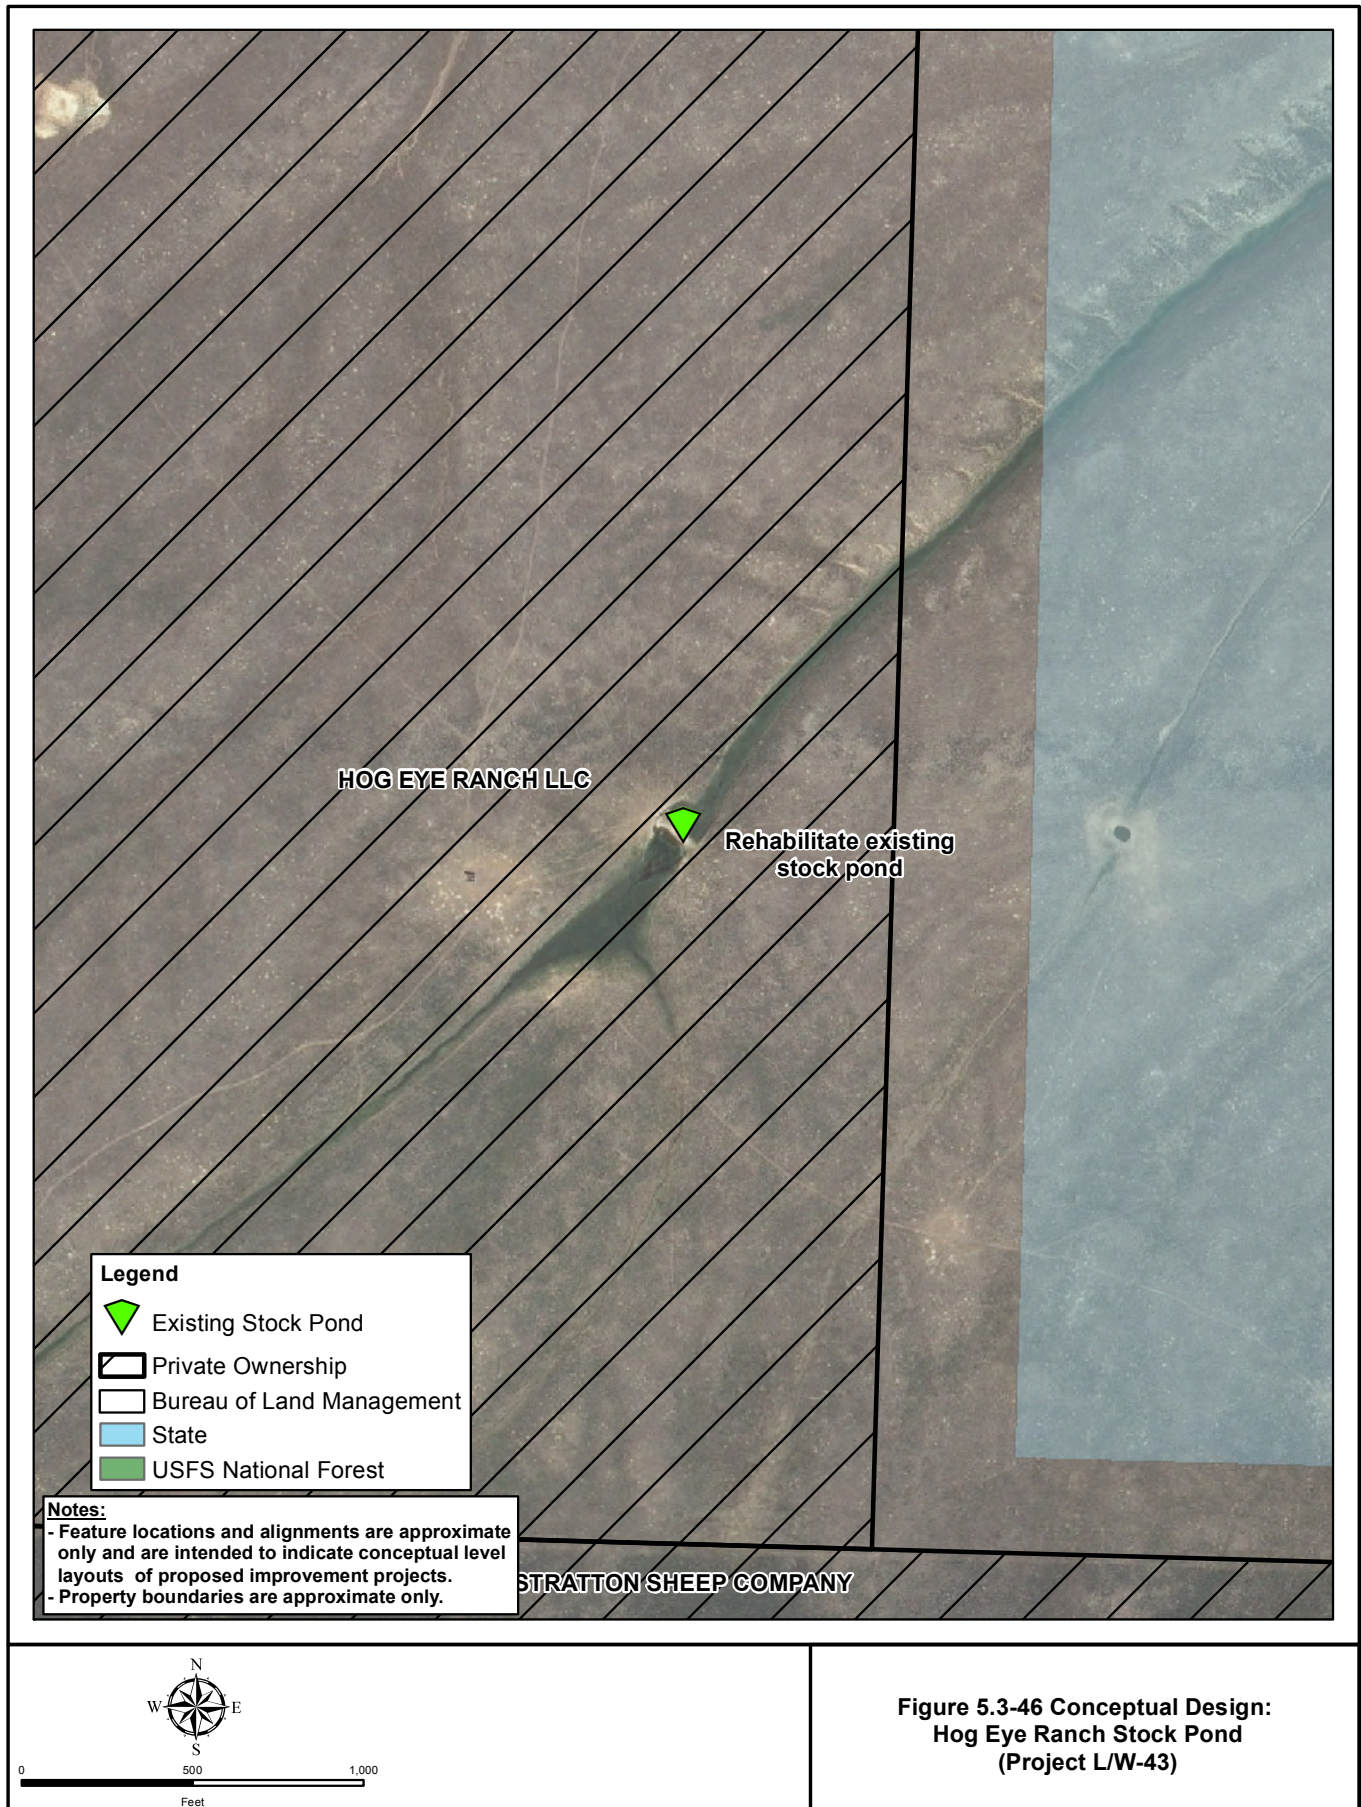 HOG EYE RANCH LLC
Rehabilitate existing
stock pond
Legend
Existing Stock Pond
Private Ownership
Bureau of Land Management
State
USFS National Forest
Notes:
- Feature locations and alignments are approximate
only and are intended to indicate conceptual level
layouts of proposed improvement projects.
- Property boundaries are approximate only.
STRATTON SHEEP COMPANY
N
W E
S
0 500 1,000
Feet
Figure 5.3-46 Conceptual Design:
Hog Eye Ranch Stock Pond
(Project L/W-43)